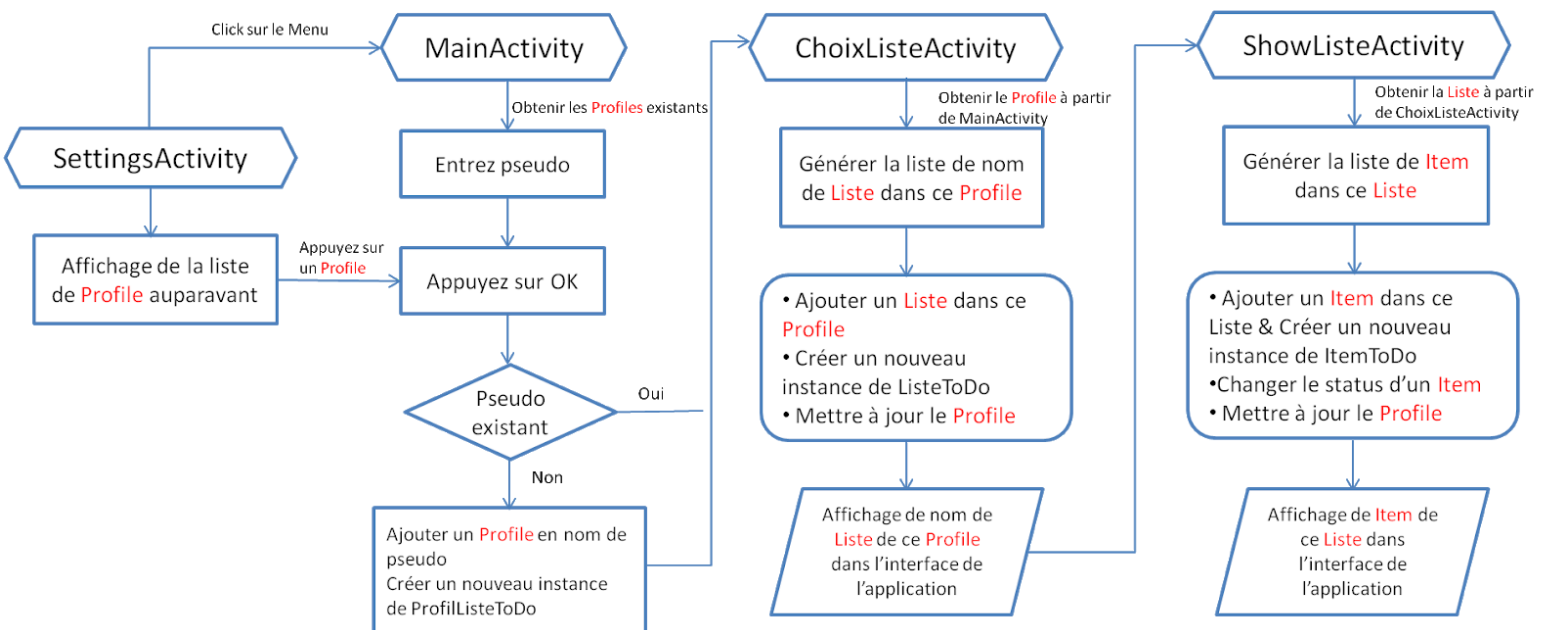 Click sur le Menu
MainActivity
Obtenir les Profiles existants
SettingsActivity
Entrez pseudo
Affichage de la liste
de Profile auparavant
Appuyez sur
un Profile
Appuyez sur OK
Pseudo
existant
Oui
Non
Ajouter un Profile en nom de
pseudo
Créer un nouveau instance
de ProfilListeToDo
ChoixListeActivity
Obtenir le Profile à partir
de MainActivity
Générer la liste de nom
de Liste dans ce Profile
• Ajouter un Liste dans ce
Profile
• Créer un nouveau
instance de ListeToDo
• Mettre à jour le Profile
Affichage de nom de
Liste de ce Profile
dans l’interface de
l’application
ShowListeActivity
Obtenir la Liste à partir
de ChoixListeActivity
Générer la liste de Item
dans ce Liste
• Ajouter un Item dans ce
Liste & Créer un nouveau
instance de ItemToDo
•Changer le status d’un Item
• Mettre à jour le Profile
Affichage de Item de
ce Liste dans
l’interface de
l’application